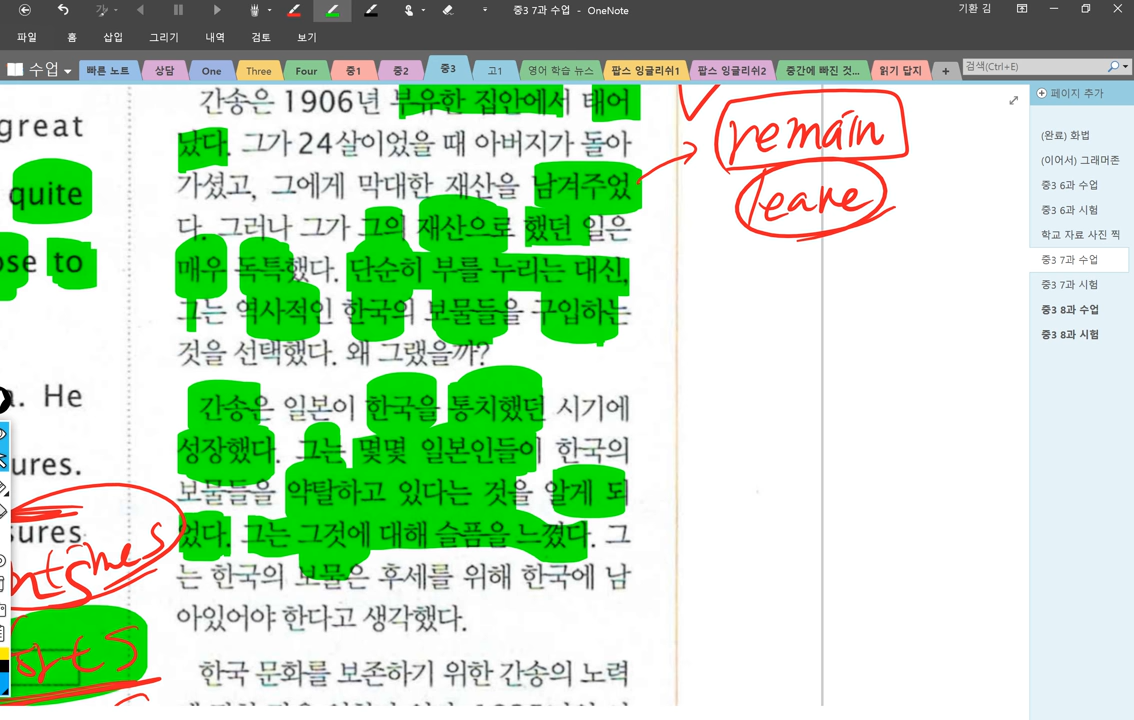 중3 7과 수업 - OneNote
기환 김
파일 홈 삽입 그리기 내역 검토 보기
수업 빠른 노트 상담 One Three Four 중1 중2 중3 고1 영어 학습 뉴스 팝스 잉글리쉬1 팝스 잉글리쉬2 중간에 빠진 것... 읽기 답지 + 검색(Ctrl+E)
great
quite
to
. He
간송은 1906년 부유한 집안에서 태어
났다. 그가 24살이었을 때 아버지가 돌아
가셨고, 그에게 막대한 재산을 남겨주었
다. 그러나 그가 그의 재산으로 했던 일은
매우 독특했다. 단순히 부를 누리는 대신,
그는 역사적인 한국의 보물들을 구입하는
것을 선택했다. 왜 그랬을까?
간송은 일본이 한국을 통치했던 시기에
성장했다. 그는 몇몇 일본인들이 한국의
보물들을 약탈하고 있다는 것을 알게 되
었다. 그는 그것에 대해 슬픔을 느꼈다. 그
는 한국의 보물은 후세를 위해 한국에 남
아있어야 한다고 생각했다.
한국 문화를 보존하기 위한 간송의 노력
remain
leave
페이지 추가
(완료) 화법
(이어서) 그래머존
중3 6과 수업
중3 6과 시험
학교 자료 사진 찍
중3 7과 수업
중3 7과 시험
중3 8과 수업
중3 8과 시험